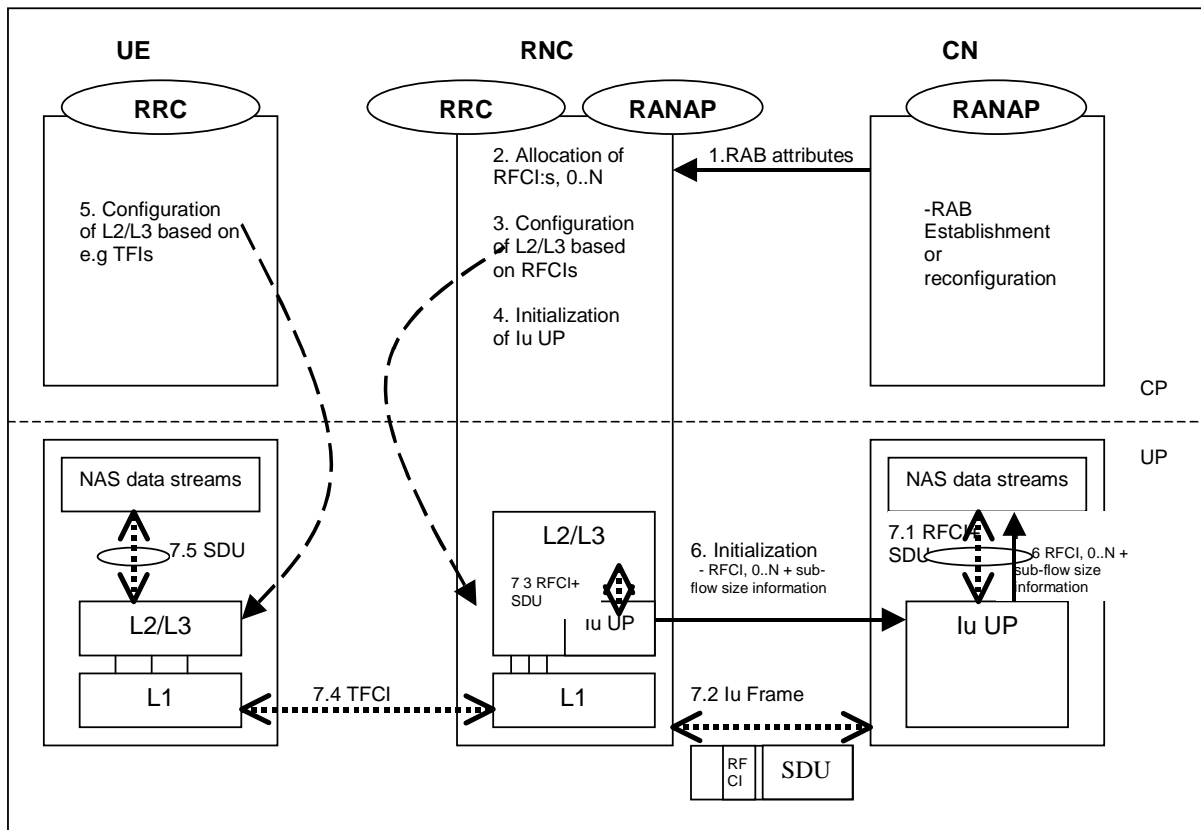 UE
RNC
CN
RRC
RRC
RANAP
RANAP
2. Allocation of
RFCI:s, 0..N
1.RAB attributes
5. Configuration
of L2/L3 based on
e.g TFIs
3. Configuration
of L2/L3 based
on RFCIs
-RAB
Establishment
or
reconfiguration
4. Initialization
of Iu UP
CP
UP
NAS data streams
NAS data streams
7.5 SDU
L2/L3
7 3 RFCI+
SDU
Iu UP
6. Initialization
- RFCI, 0..N + sub-
flow size information
7.1 RFCI+
SDU
6 RFCI, 0..N +
sub-flow size
information
L2/L3
Iu UP
L1
7.4 TFCI
L1
7.2 Iu Frame
RF
CI
SDU